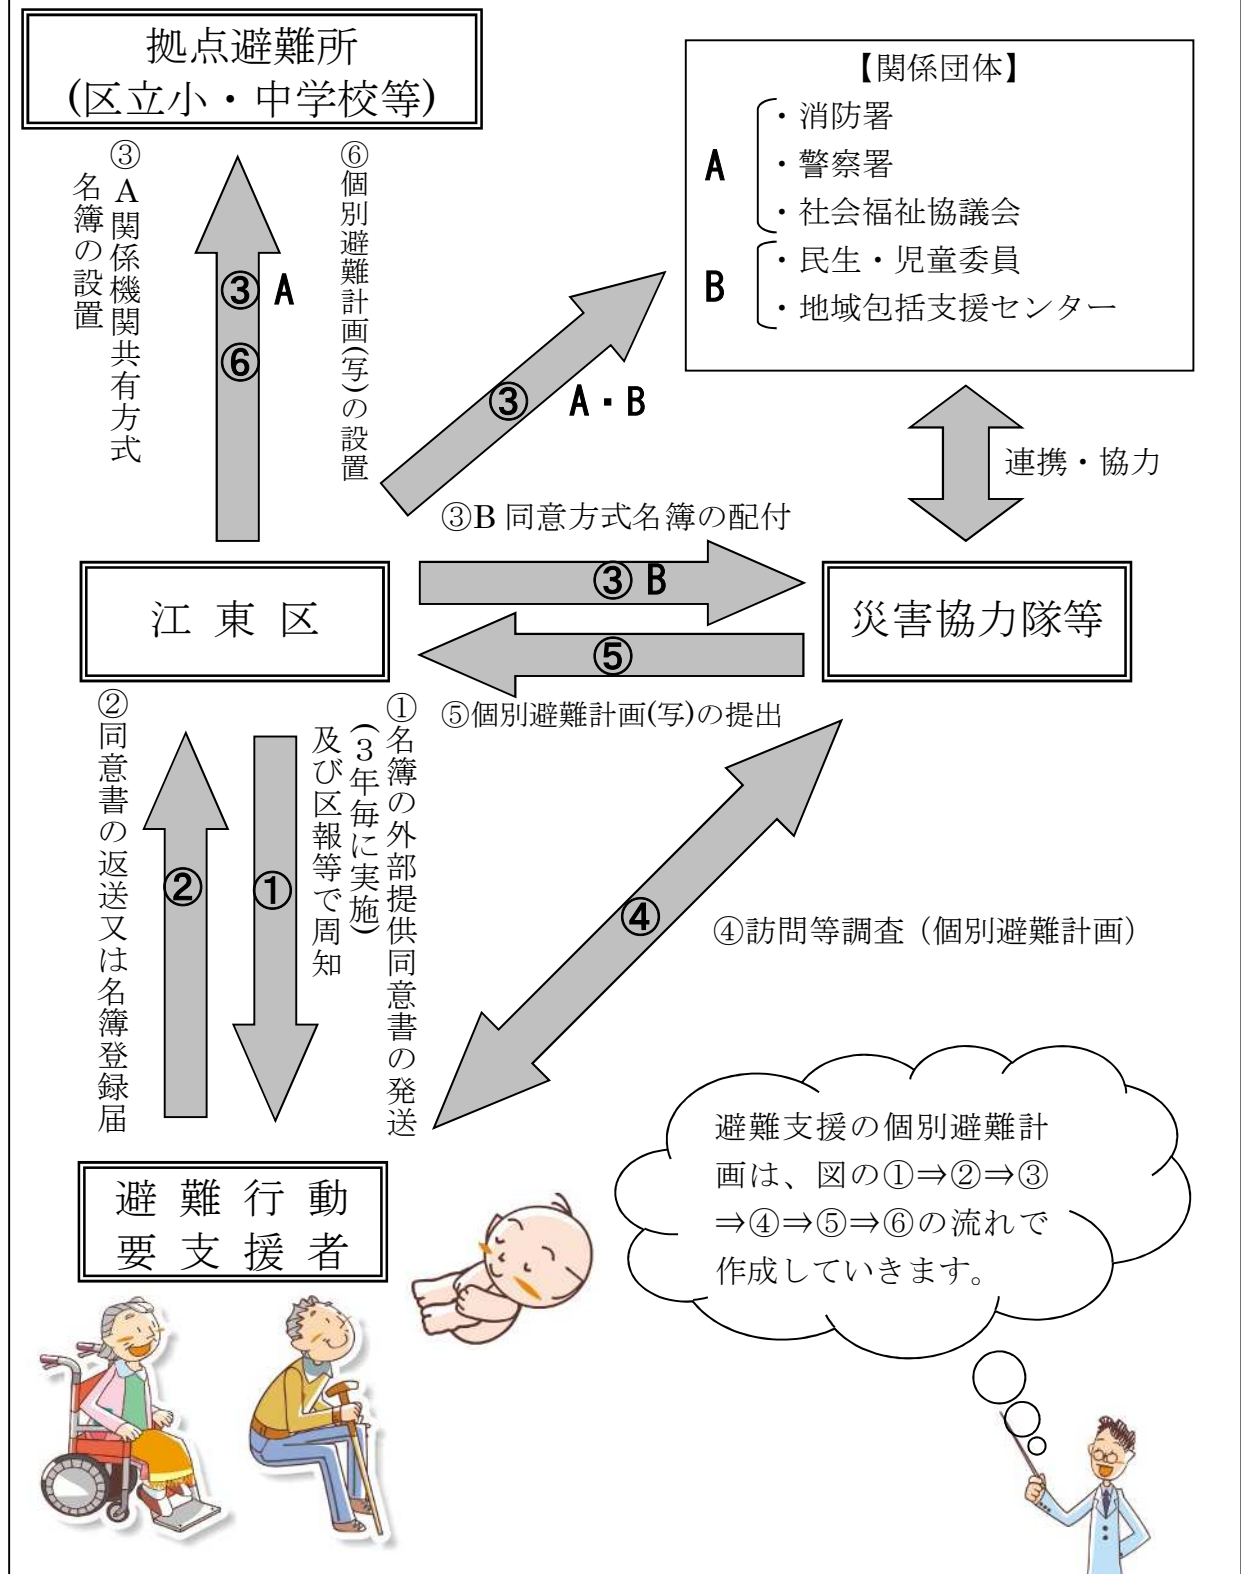 拠点避難所
(区立小・中学校等)
【関係団体】
A
・消防署
・警察署
・社会福祉協議会
B
・民生・児童委員
・地域包括支援センター
③A関係機関共有方式
名簿の設置
⑥個別避難計画(写)の設置
③ A
⑥
③ A・B
連携・協力
③B 同意方式名簿の配付
③ B
江東区
災害協力隊等
⑤
⑤個別避難計画(写)の提出
②同意書の返送又は名簿登録届
②
①
①名簿の外部提供同意書の発送
(３年毎に実施)
及び区報等で周知
④
④訪問等調査（個別避難計画）
避難行動
要支援者
避難支援の個別避難計
画は、図の①⇒②⇒③
⇒④⇒⑤⇒⑥の流れで
作成していきます。